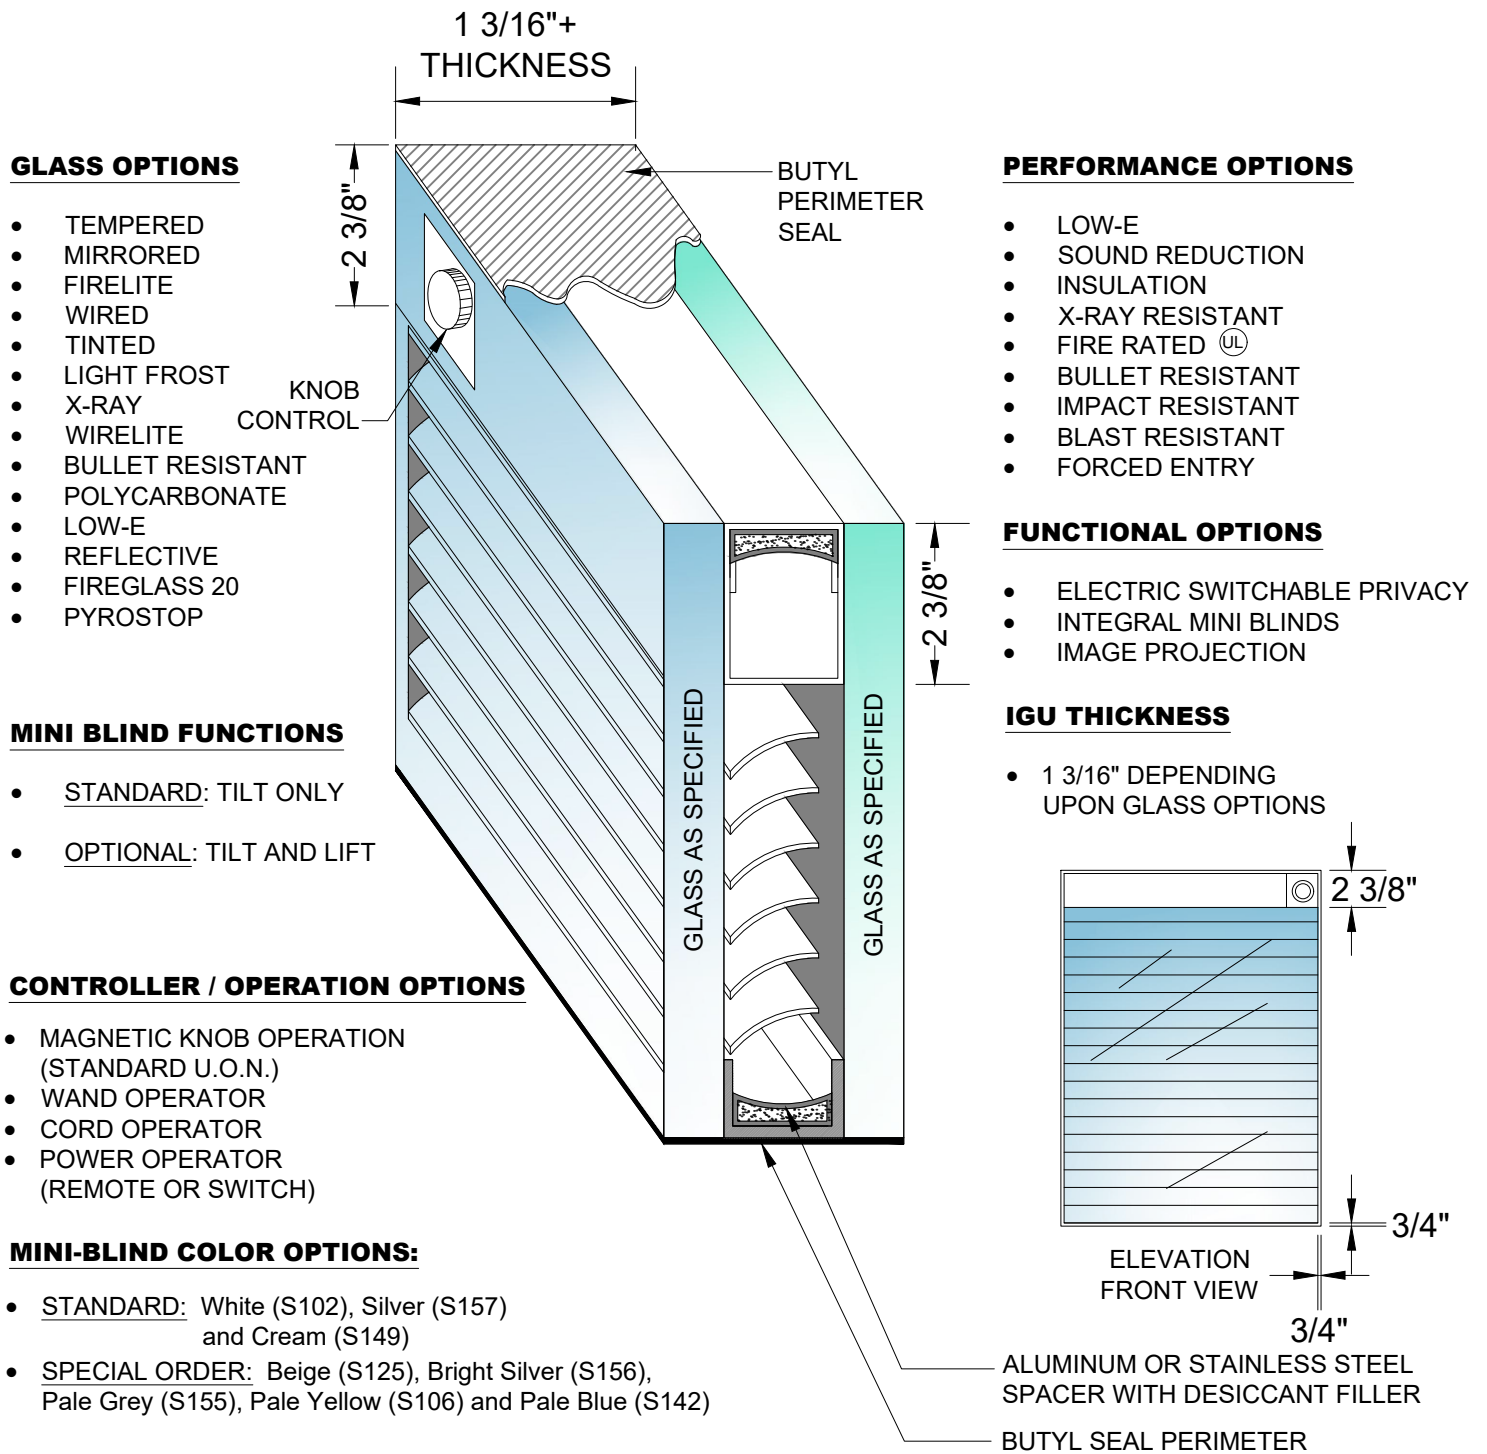 1 3/16"+
THICKNESS
GLASS OPTIONS
• TEMPERED
• MIRRORED
• FIRELITE
• WIRED
• TINTED
• LIGHT FROST
• X-RAY
• WIRELITE
• BULLET RESISTANT
• POLYCARBONATE
• LOW-E
• REFLECTIVE
• FIREGLASS 20
• PYROSTOP
2 3/8"
KNOB
CONTROL
BUTYL
PERIMETER
SEAL
PERFORMANCE OPTIONS
• LOW-E
• SOUND REDUCTION
• INSULATION
• X-RAY RESISTANT
• FIRE RATED UL
• BULLET RESISTANT
• IMPACT RESISTANT
• BLAST RESISTANT
• FORCED ENTRY
FUNCTIONAL OPTIONS
• ELECTRIC SWITCHABLE PRIVACY
• INTEGRAL MINI BLINDS
• IMAGE PROJECTION
2 3/8"
GLASS AS SPECIFIED
GLASS AS SPECIFIED
IGU THICKNESS
• 1 3/16" DEPENDING
UPON GLASS OPTIONS
MINI BLIND FUNCTIONS
• STANDARD: TILT ONLY
• OPTIONAL: TILT AND LIFT
2 3/8"
3/4"
ELEVATION
FRONT VIEW
3/4"
CONTROLLER / OPERATION OPTIONS
• MAGNETIC KNOB OPERATION
(STANDARD U.O.N.)
• WAND OPERATOR
• CORD OPERATOR
• POWER OPERATOR
(REMOTE OR SWITCH)
MINI-BLIND COLOR OPTIONS:
• STANDARD: White (S102), Silver (S157)
and Cream (S149)
• SPECIAL ORDER: Beige (S125), Bright Silver (S156),
Pale Grey (S155), Pale Yellow (S106) and Pale Blue (S142)
ALUMINUM OR STAINLESS STEEL
SPACER WITH DESICCANT FILLER
BUTYL SEAL PERIMETER